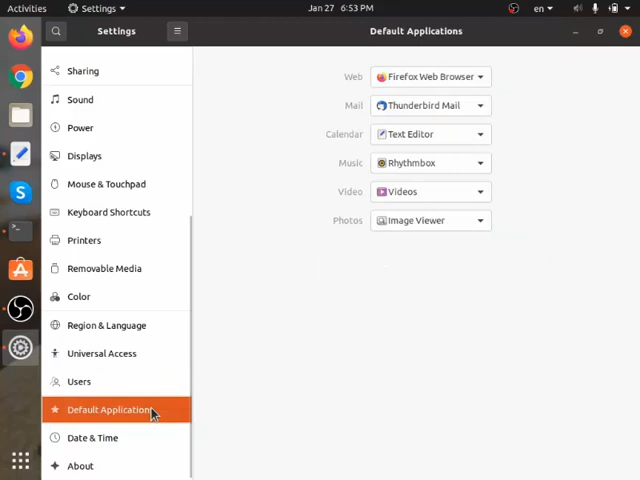 Activities
Settings
Jan 27 6:53 PM
en
Settings
Default Applications
Sharing
Sound
Power
Displays
Mouse & Touchpad
Keyboard Shortcuts
Printers
Removable Media
Color
Region & Language
Universal Access
Users
Default Applications
Date & Time
About
Web Firefox Web Browser
Mail Thunderbird Mail
Calendar Text Editor
Music Rhythmbox
Video Videos
Photos Image Viewer